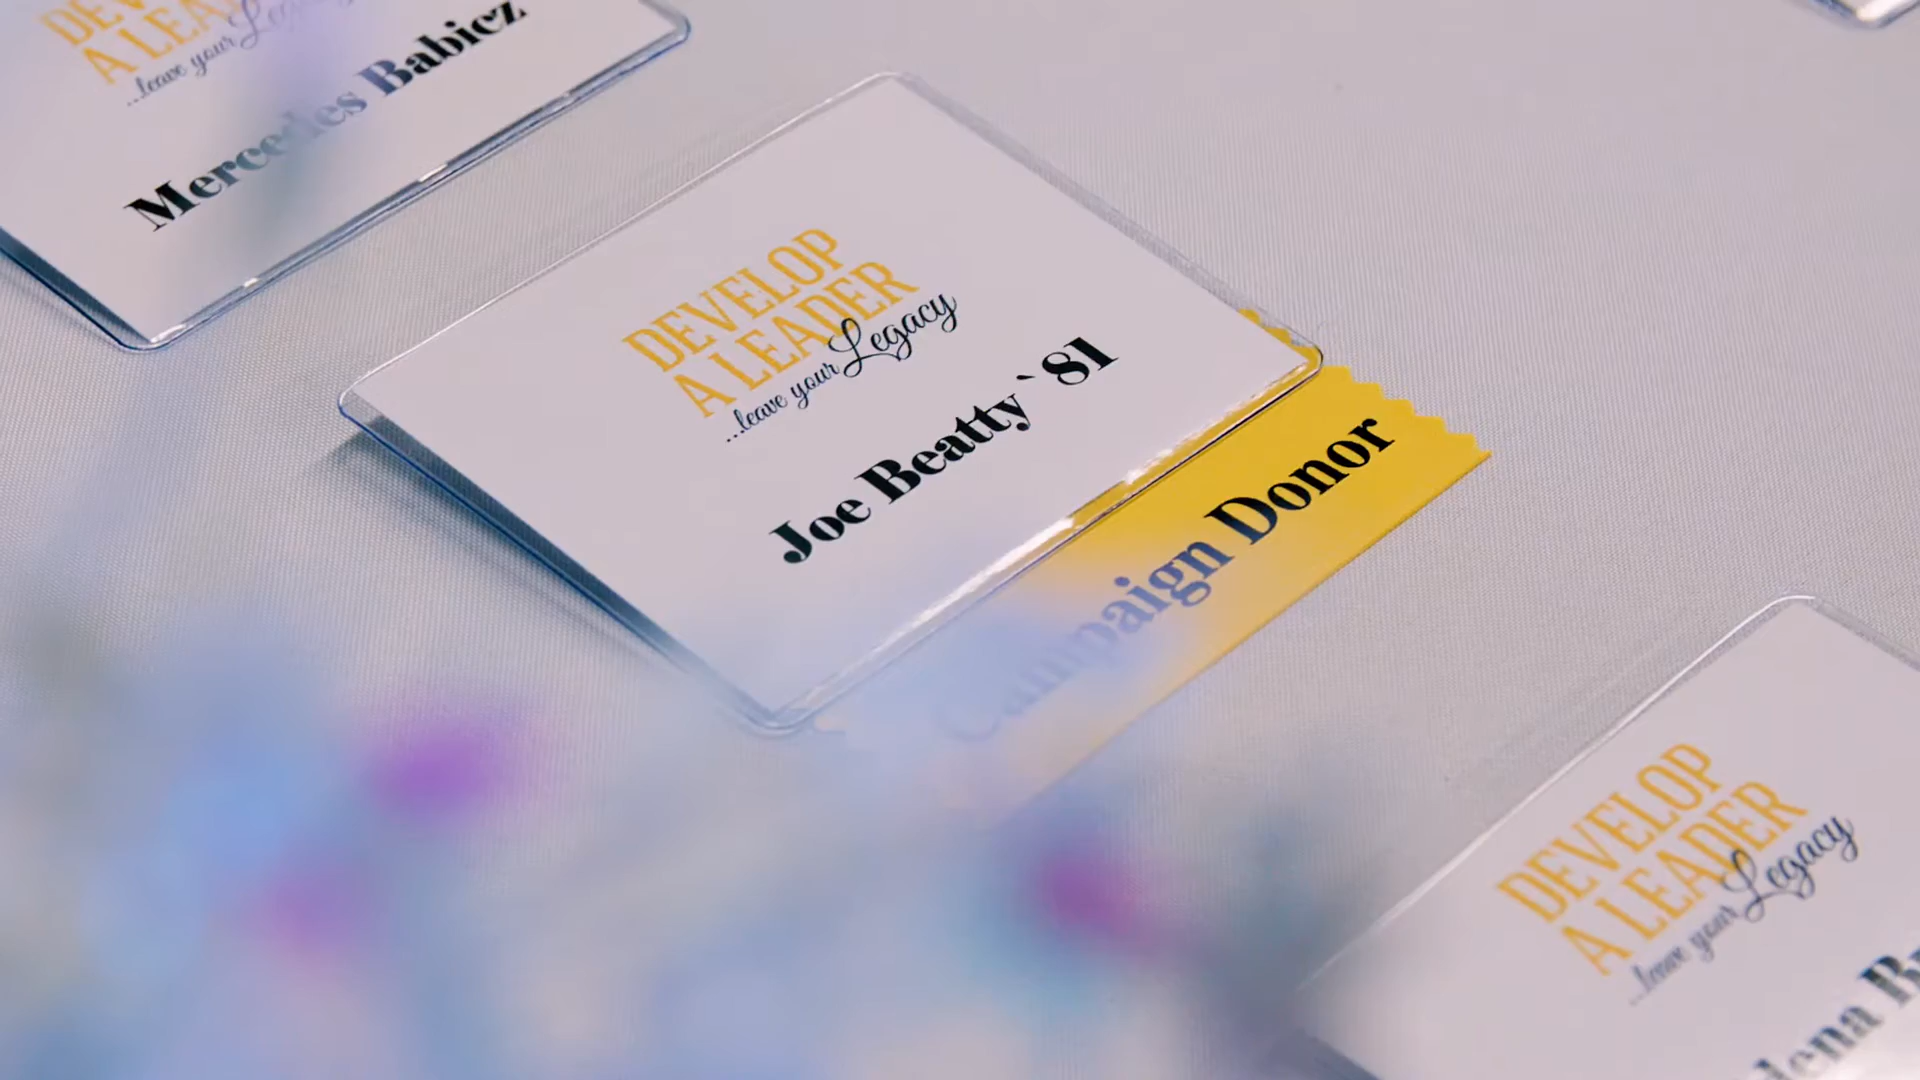 DEVELOP
A LEADER
...leave your Legacy
Mercedes Babicz
DEVELOP
A LEADER
...leave your Legacy
Joe Beatty `81
Campaign Donor
DEVELOP
A LEADER
...leave your Legacy